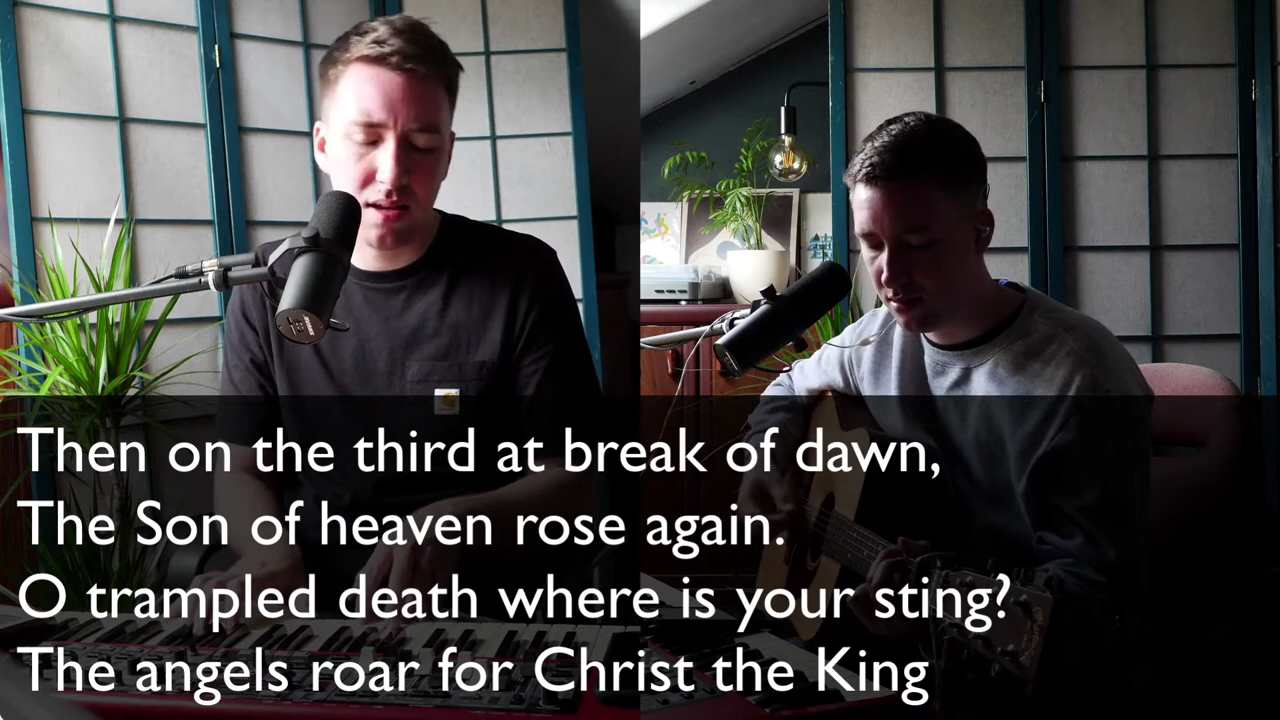 Then on the third at break of dawn,
The Son of heaven rose again.
O trampled death where is your sting?
The angels roar for Christ the King